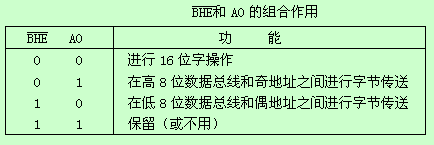 BHE和 A0 的组合作用
BHE A0 功 能
0 0 进行 16 位字操作
0 1 在高 8 位数据总线和奇地址之间进行字节传送
1 0 在低 8 位数据总线和偶地址之间进行字节传送
1 1 保留（或不用）